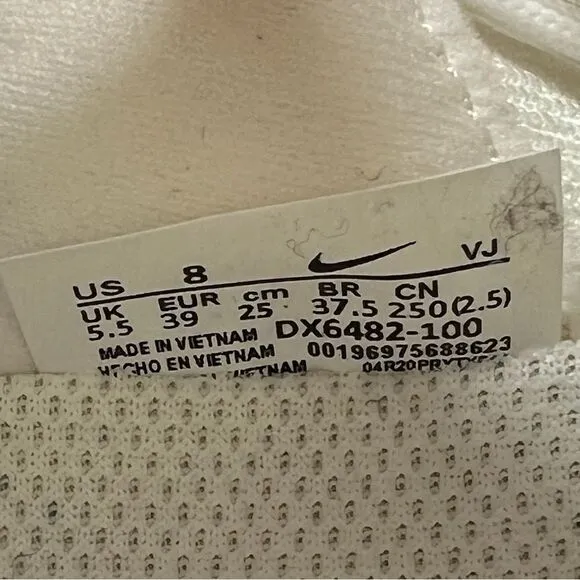 US 8 VJ
UK EUR cm BR CN
5.5 39 25 37.5 250(2.5)
MADE IN VIETNAM DX6482-100
HECHO EN VIETNAM 00196975688623
VIETNAM